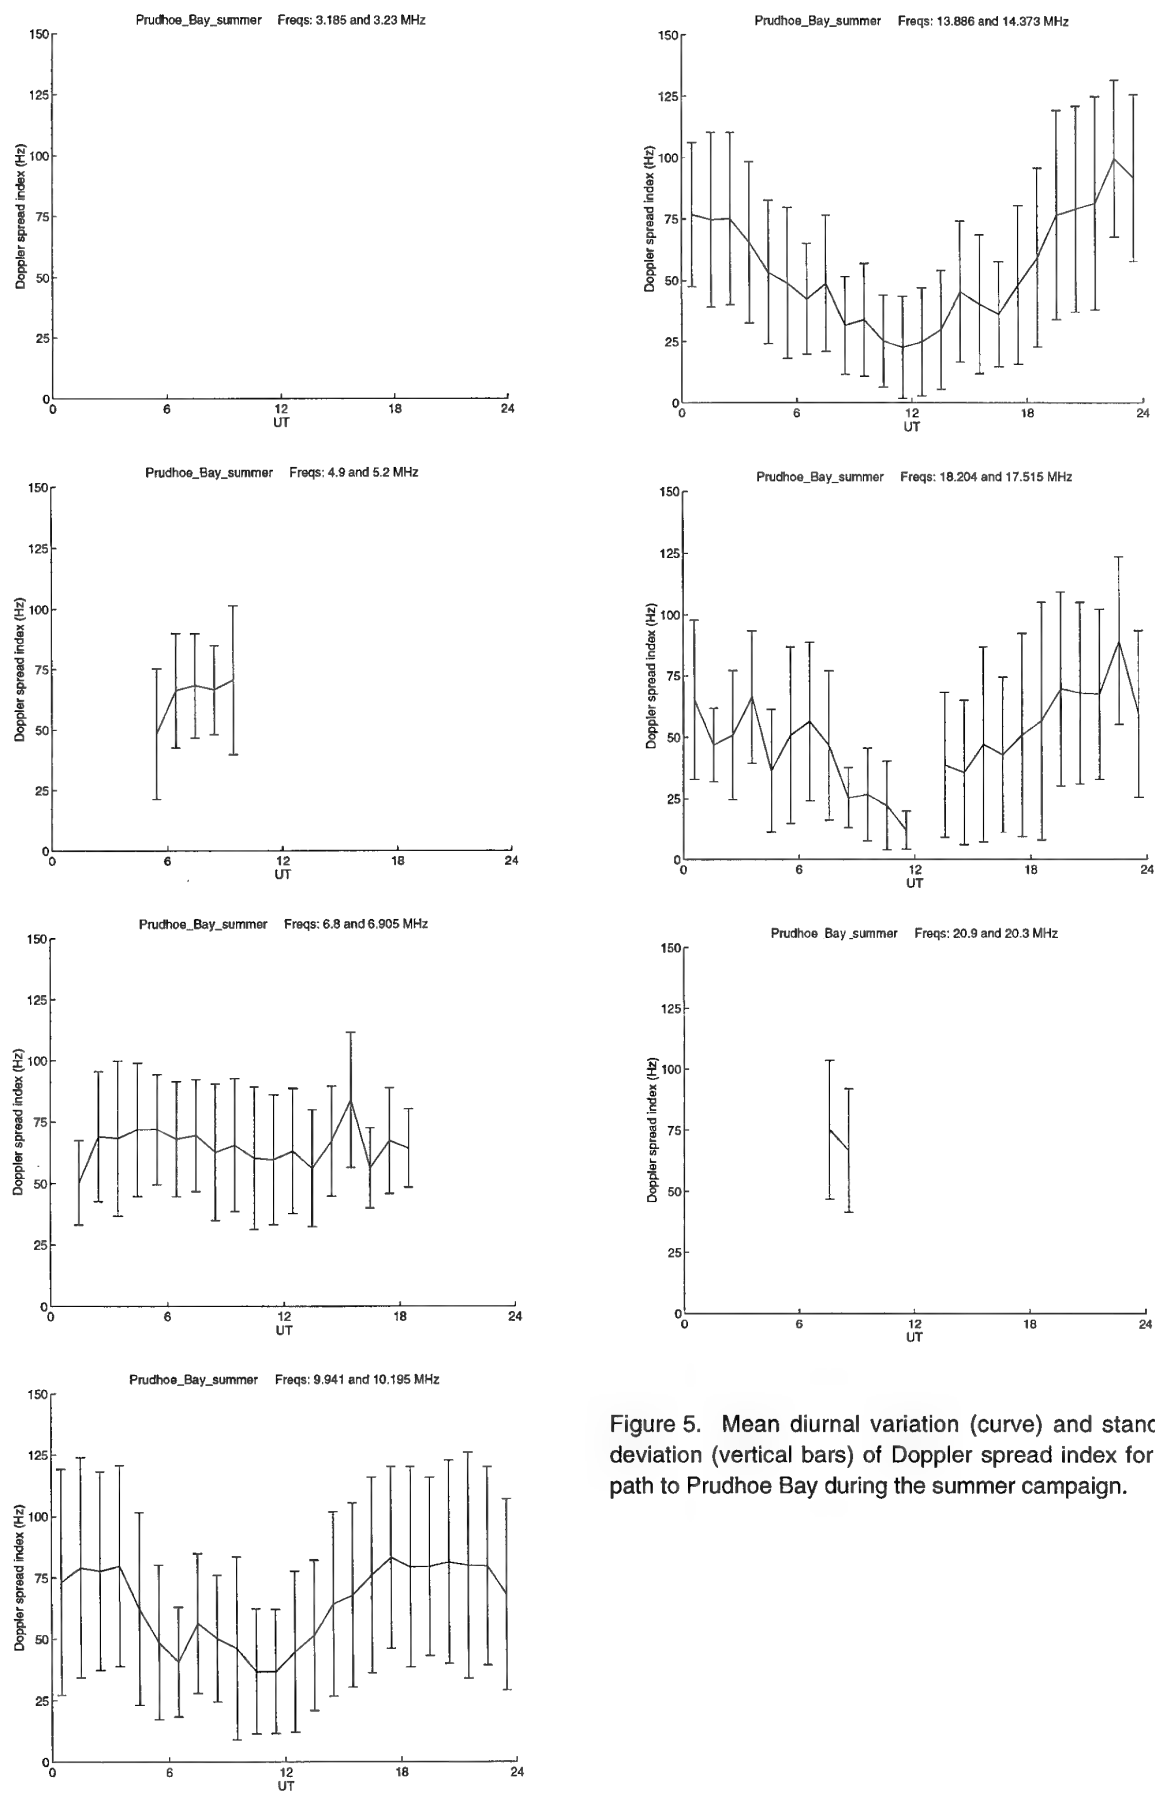 Prudhoe_Bay_summer Freqs: 3.185 and 3.23 MHz
150
125
100
75
50
25
0
Doppler spread index (Hz)
0 6 12 18 24
UT
Prudhoe_Bay_summer Freqs: 4.9 and 5.2 MHz
150
125
100
75
50
25
0
Doppler spread index (Hz)
0 6 12 18 24
UT
Prudhoe_Bay_summer Freqs: 6.8 and 6.905 MHz
150
125
100
75
50
25
0
Doppler spread index (Hz)
0 6 12 18 24
UT
Prudhoe_Bay_summer Freqs: 9.941 and 10.195 MHz
150
125
100
75
50
25
0
Doppler spread index (Hz)
0 6 12 18 24
UT
Prudhoe_Bay_summer Freqs: 13.886 and 14.373 MHz
150
125
100
75
50
25
0
Doppler spread index (Hz)
0 6 12 18 24
UT
Prudhoe_Bay_summer Freqs: 18.204 and 17.515 MHz
150
125
100
75
50
25
0
Doppler spread index (Hz)
0 6 12 18 24
UT
Prudhoe Bay_summer Freqs: 20.9 and 20.3 MHz
150
125
100
75
50
25
0
Doppler spread index (Hz)
0 6 12 18 24
UT
Figure 5. Mean diurnal variation (curve) and stand
deviation (vertical bars) of Doppler spread index for
path to Prudhoe Bay during the summer campaign.